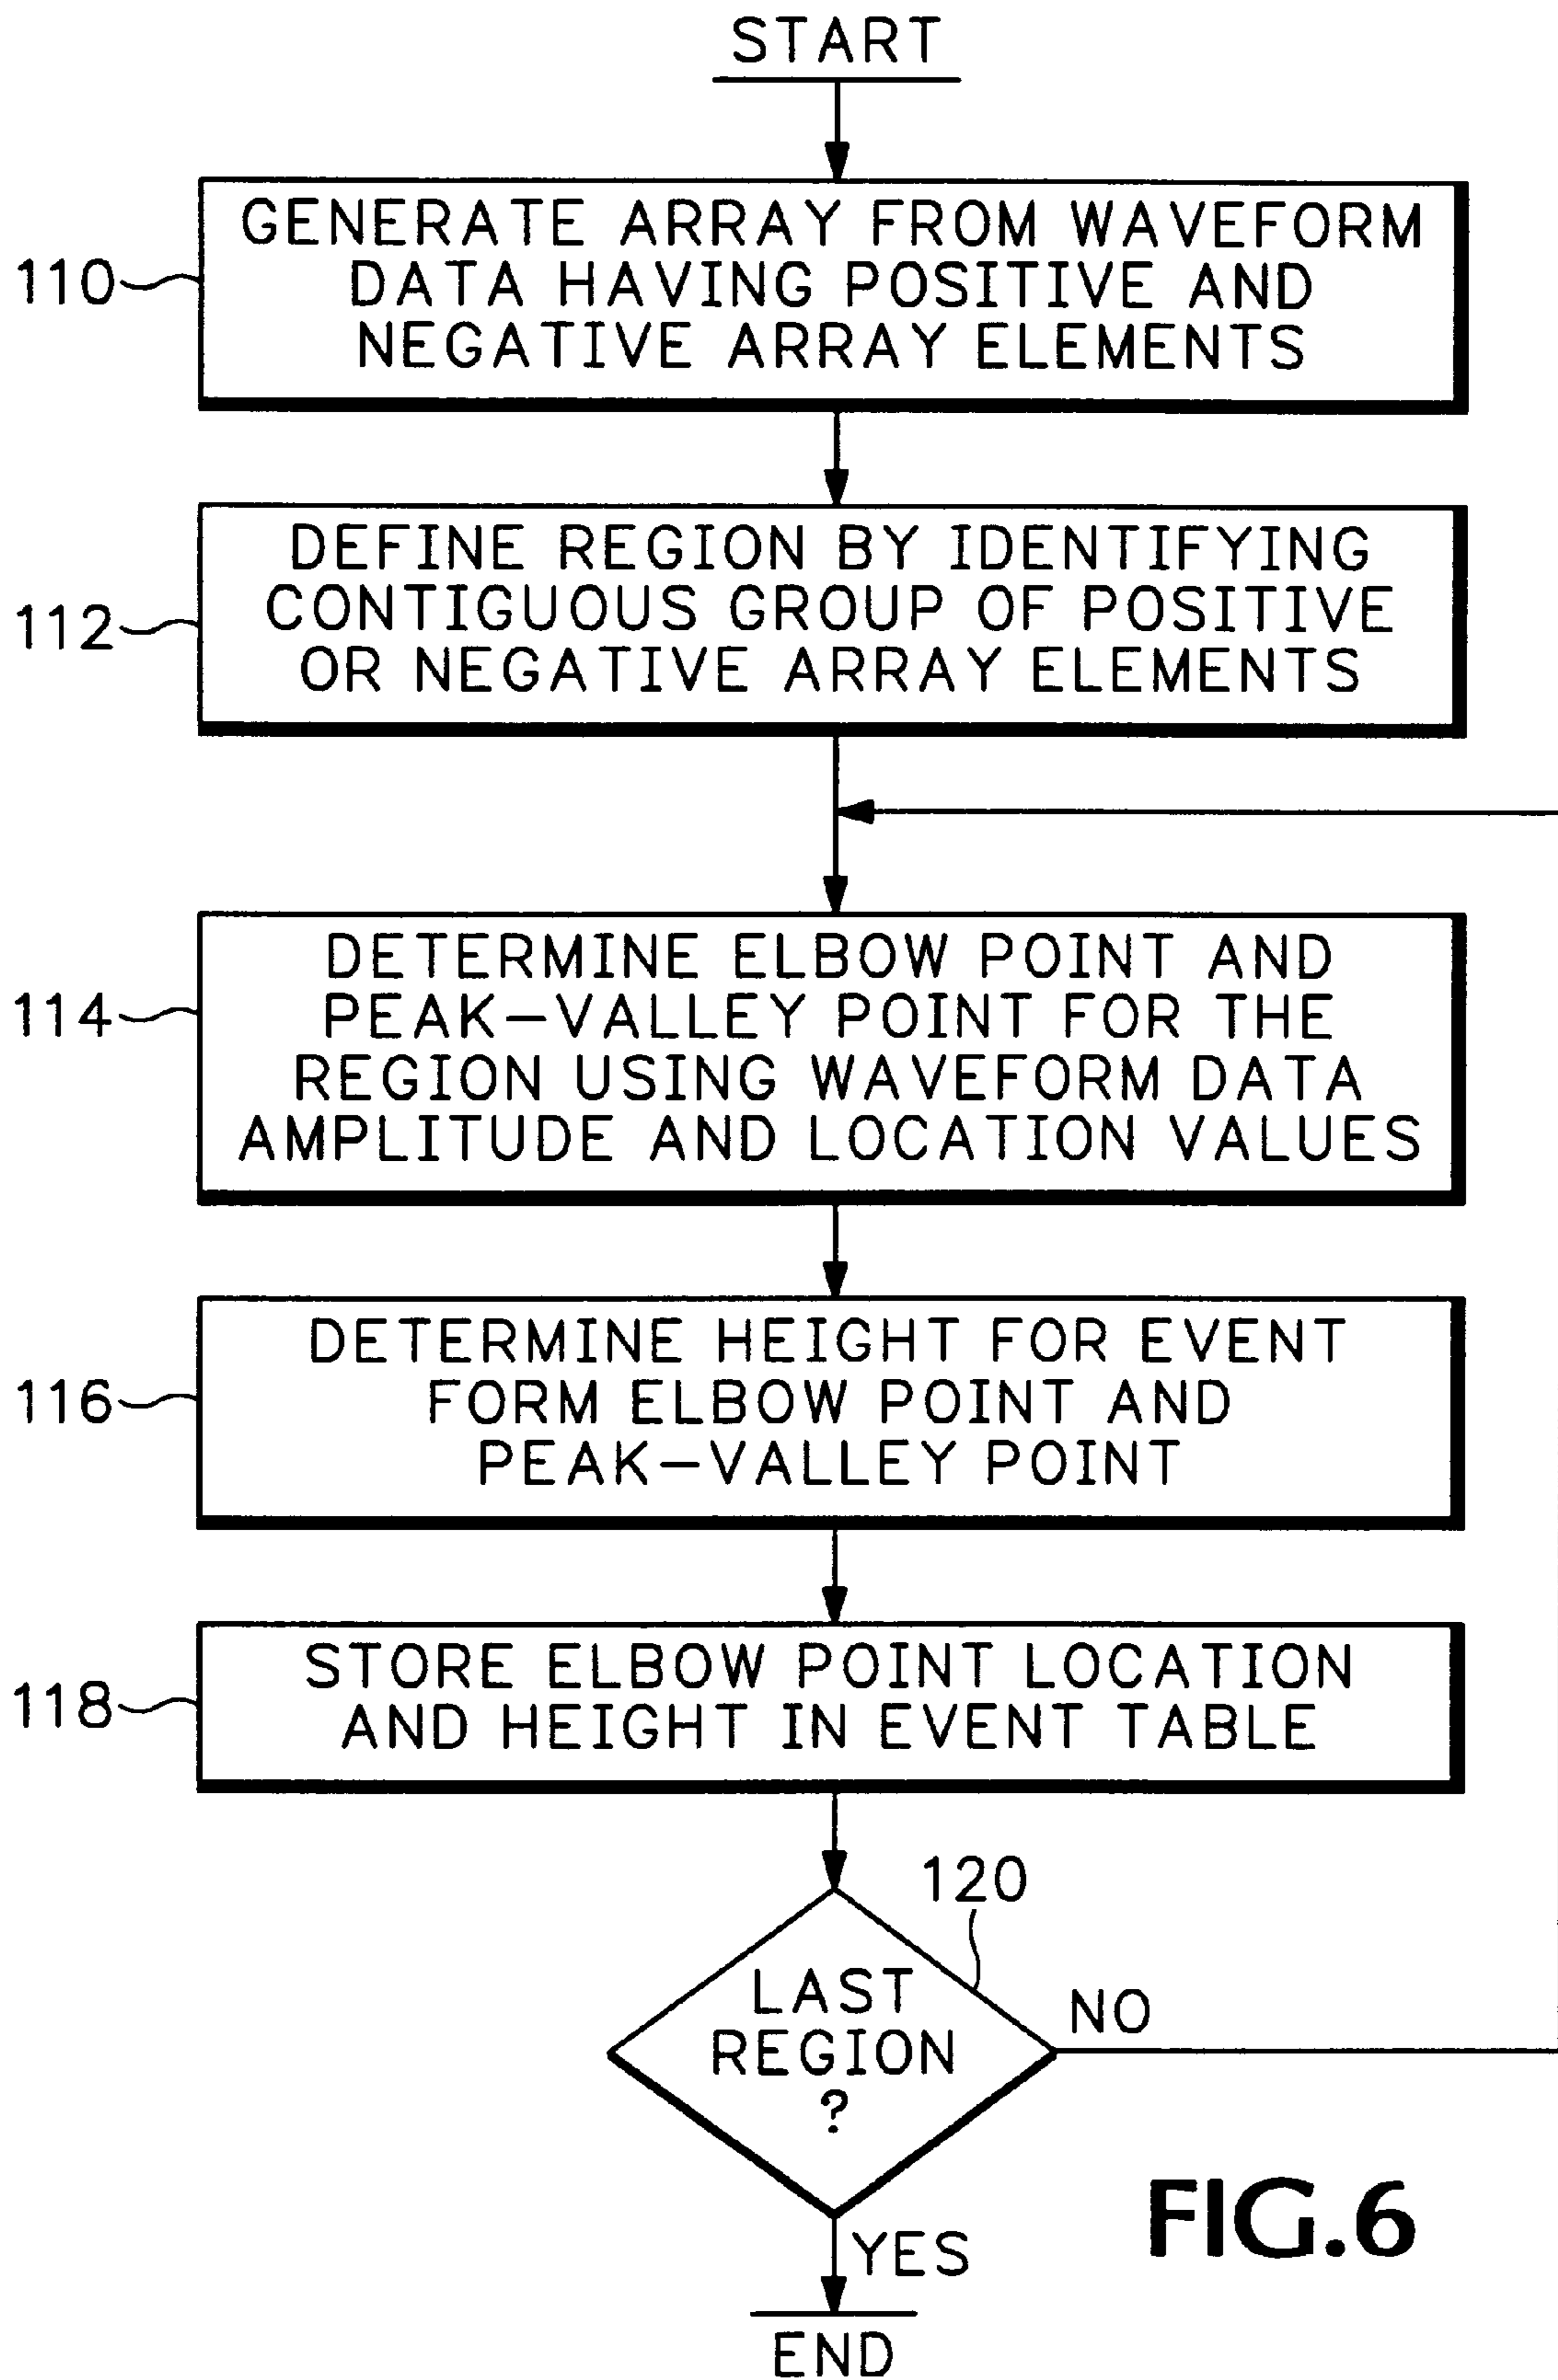 START
GENERATE ARRAY FROM WAVEFORM
DATA HAVING POSITIVE AND
NEGATIVE ARRAY ELEMENTS
110
DEFINE REGION BY IDENTIFYING
CONTIGUOUS GROUP OF POSITIVE
OR NEGATIVE ARRAY ELEMENTS
112
DETERMINE ELBOW POINT AND
PEAK–VALLEY POINT FOR THE
REGION USING WAVEFORM DATA
AMPLITUDE AND LOCATION VALUES
114
DETERMINE HEIGHT FOR EVENT
FORM ELBOW POINT AND
PEAK–VALLEY POINT
116
STORE ELBOW POINT LOCATION
AND HEIGHT IN EVENT TABLE
118
120
LAST
REGION
?
NO
YES
END
FIG.6